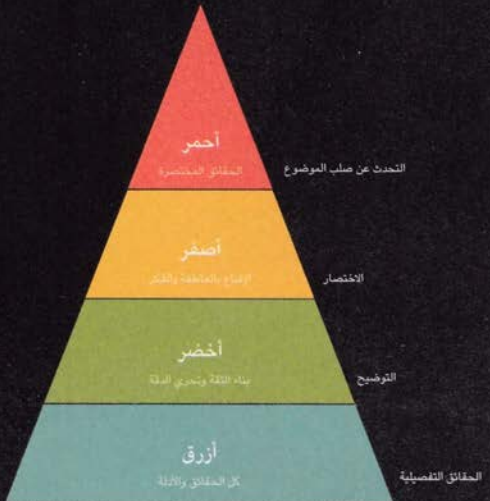 أحمر
الحقائق المختصرة
التحدث عن صلب الموضوع
أصفر
الإقناع بالعاطفة والفكر
الاختصار
أخضر
بناء الثقة وتحري الدقة
التوضيح
أزرق
كل الحقائق والأدلة
الحقائق التفصيلية